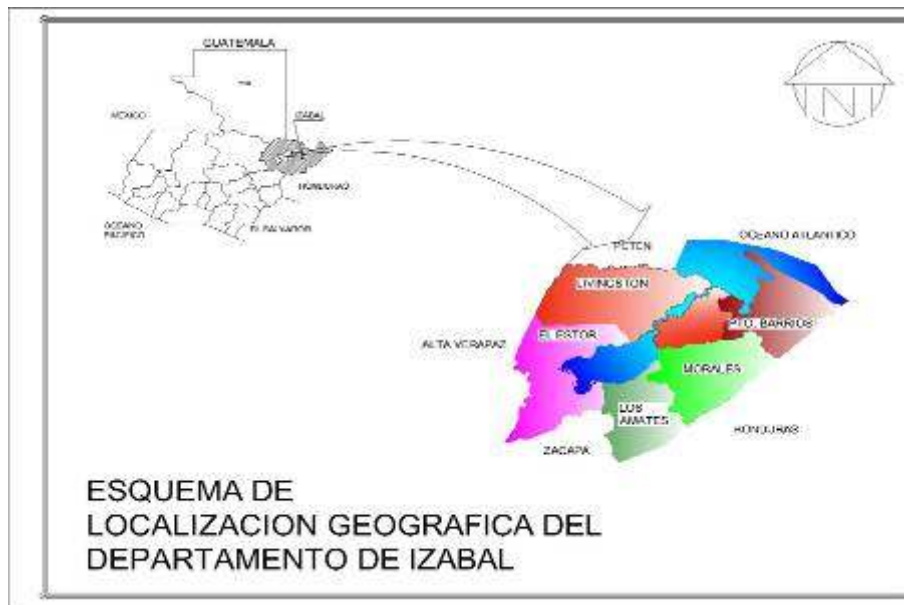 GUATEMALA
IZABAL
MEXICO
HONDURAS
OCEANO
PACIFICO
EL SALVADOR
INI
OCEANO ATLANTICO
PETEN
LIVINGSTON
PTO. BARRIOS
EL ESTOR
ALTA VERAPAZ
MORALES
LOS
AMATES
HONDURAS
ZACAPA
ESQUEMA DE
LOCALIZACION GEOGRAFICA DEL
DEPARTAMENTO DE IZABAL